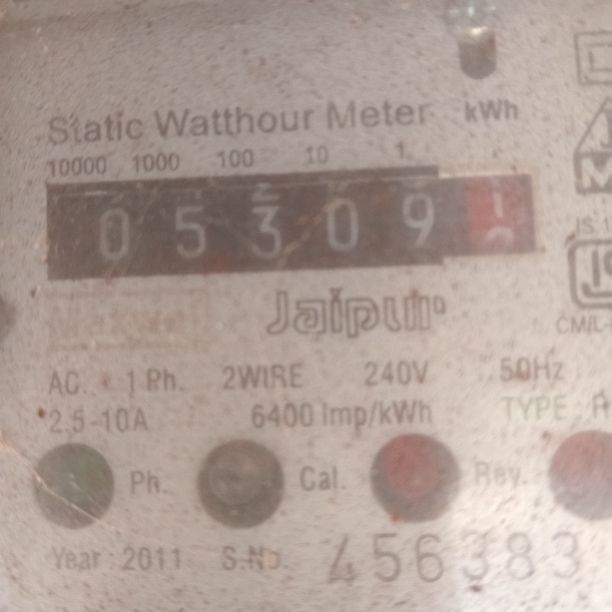 Static Watthour Meter kWh
10000 1000 100 10 1
0 5 3 0 9
Jaipur
AC. 1 Ph. 2WIRE 240V 50Hz
2.5-10A 6400 Imp/kWh TYPE :
Ph. Cal. Rev.
Year : 2011 S.No. 456383